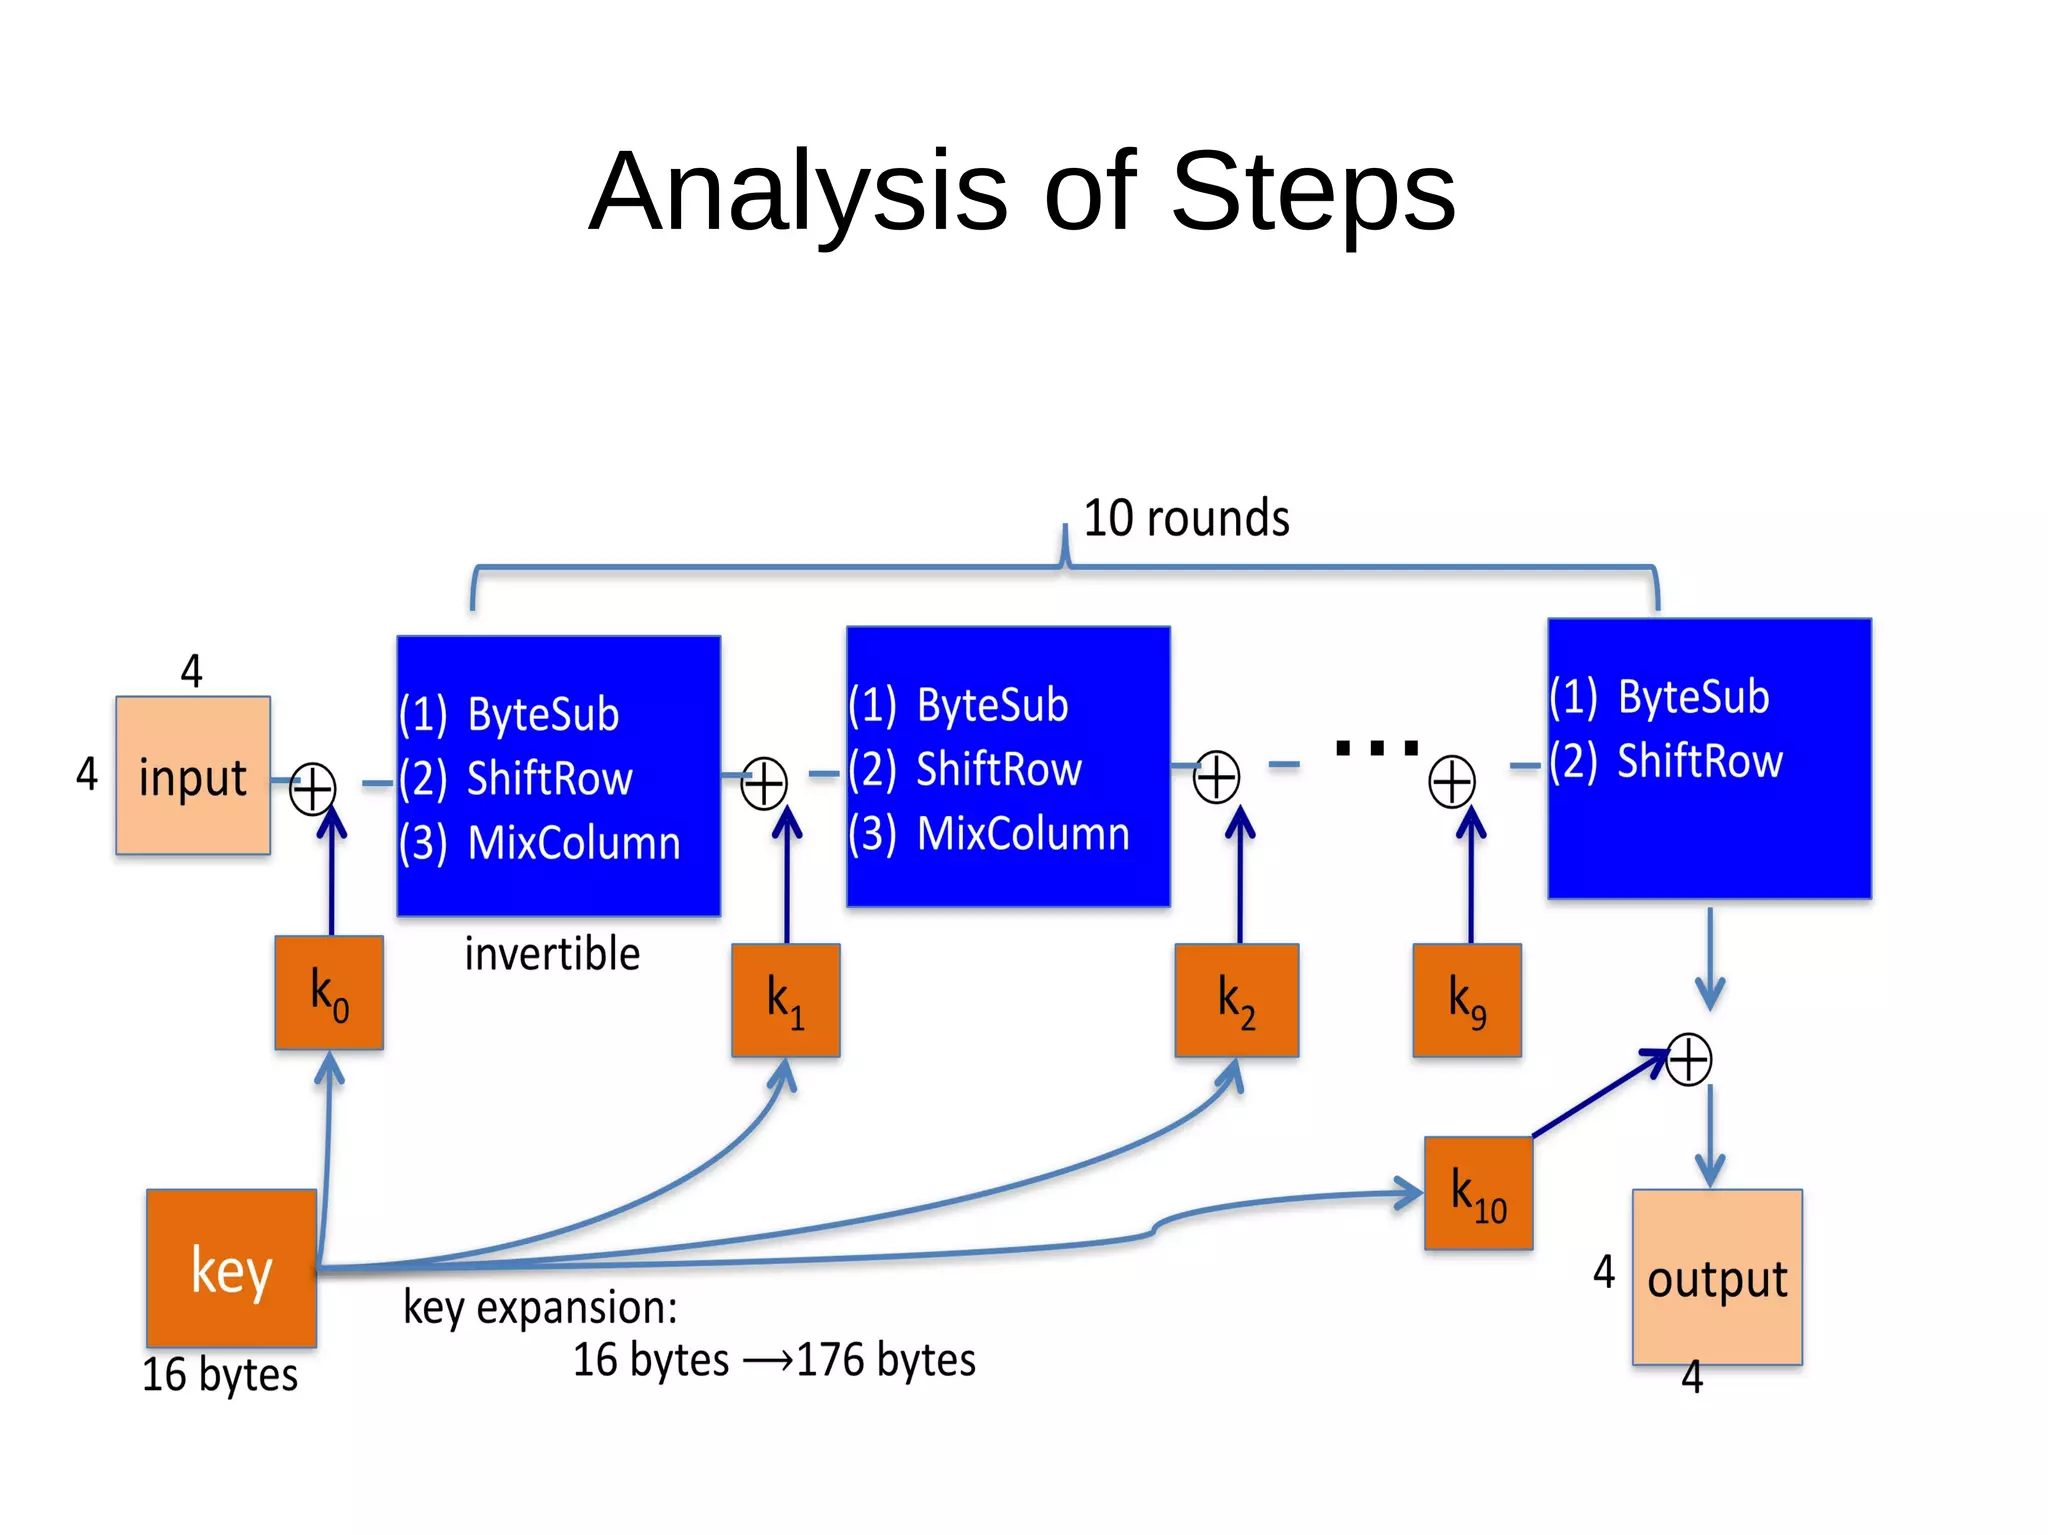 Analysis of Steps
10 rounds
4
4
input
⊕
(1) ByteSub
(2) ShiftRow
(3) MixColumn
invertible
⊕
(1) ByteSub
(2) ShiftRow
(3) MixColumn
⊕
...
⊕
(1) ByteSub
(2) ShiftRow
k0
k1
k2
k9
⊕
k10
key
16 bytes
key expansion:
16 bytes ⟶176 bytes
4
output
4